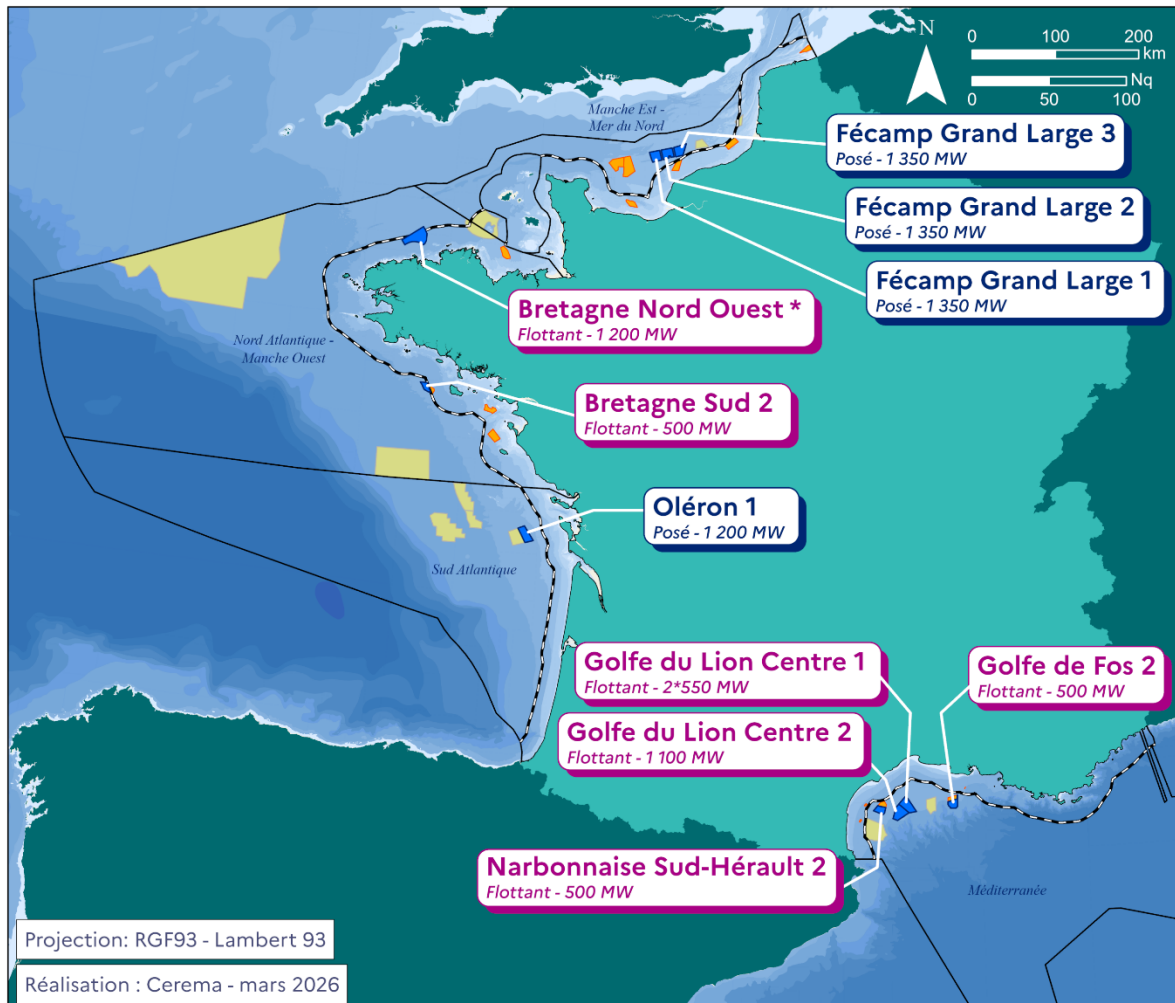 N
0 100 200
km
Nq
0 50 100
Manche Est -
Mer du Nord
Fécamp Grand Large 3
Posé - 1 350 MW
Fécamp Grand Large 2
Posé - 1 350 MW
Fécamp Grand Large 1
Posé - 1 350 MW
Bretagne Nord Ouest *
Flottant - 1 200 MW
Nord Atlantique -
Manche Ouest
Bretagne Sud 2
Flottant - 500 MW
Oléron 1
Posé - 1 200 MW
Sud Atlantique
Golfe du Lion Centre 1
Flottant - 2*550 MW
Golfe de Fos 2
Flottant - 500 MW
Golfe du Lion Centre 2
Flottant - 1 100 MW
Narbonnaise Sud-Hérault 2
Flottant - 500 MW
Méditerranée
Projection: RGF93 - Lambert 93
Réalisation : Cerema - mars 2026